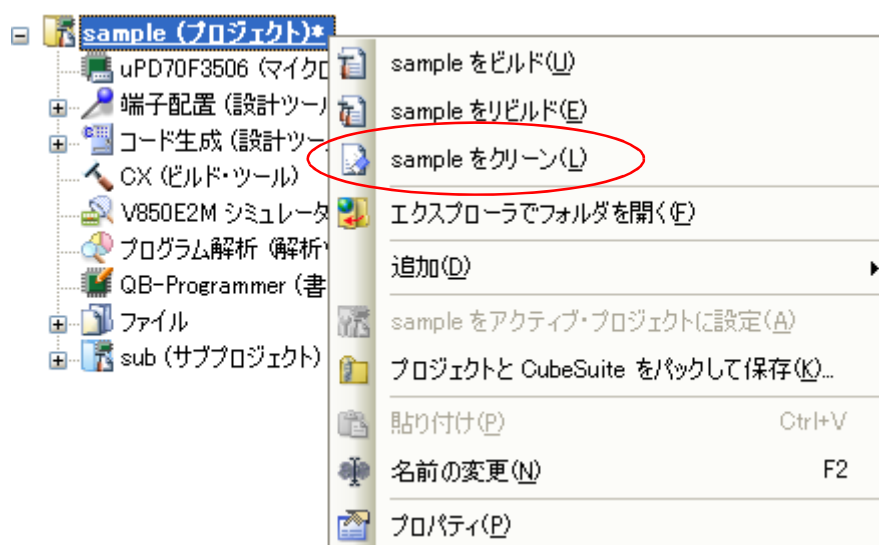 sample (プロジェクト)*
uPD70F3506 (マイクロ
端子配置 (設計ツール
コード生成 (設計ツー
CX (ビルド・ツール)
V850E2M シミュレータ
プログラム解析 (解析
QB-Programmer (書
ファイル
sub (サブプロジェクト)
sample をビルド(U)
sample をリビルド(E)
sample をクリーン(L)
エクスプローラでフォルダを開く(F)
追加(D)
sample をアクティブ・プロジェクトに設定(A)
プロジェクトと CubeSuite をパックして保存(K)...
貼り付け(P) Ctrl+V
名前の変更(N) F2
プロパティ(P)